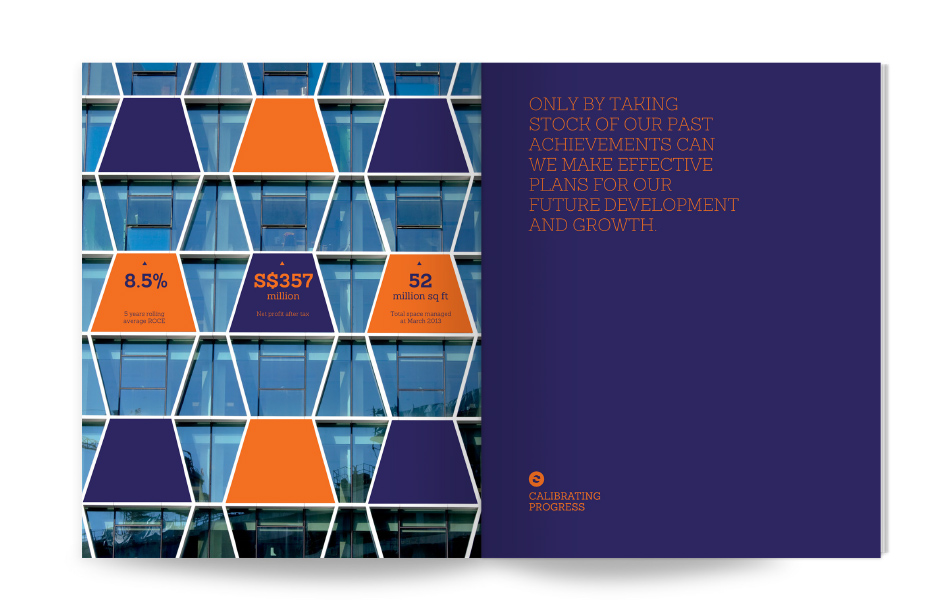 8.5%
5 years rolling
average ROCE
S$357
million
Net profit after tax
52
million sq ft
Total space managed
at March 2013
ONLY BY TAKING
STOCK OF OUR PAST
ACHIEVEMENTS CAN
WE MAKE EFFECTIVE
PLANS FOR OUR
FUTURE DEVELOPMENT
AND GROWTH.
CALIBRATING
PROGRESS